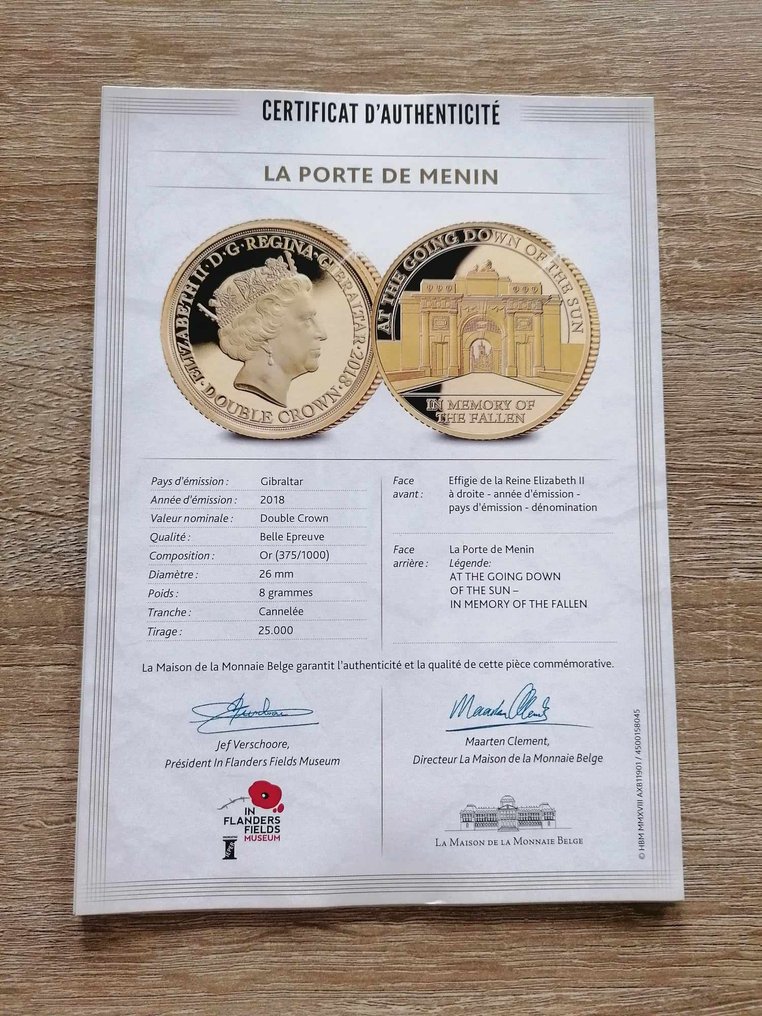 CERTIFICAT D'AUTHENTICITÉ
LA PORTE DE MENIN
ELIZABETH II · D · G · REGINA · GIBRALTAR · 2018 ·
DOUBLE CROWN
AT THE GOING DOWN OF THE SUN
IN MEMORY OF
THE FALLEN
Pays d'émission : Gibraltar
Année d'émission : 2018
Valeur nominale : Double Crown
Qualité : Belle Epreuve
Composition : Or (375/1000)
Diamètre : 26 mm
Poids : 8 grammes
Tranche : Cannelée
Tirage : 25.000
Face avant : Effigie de la Reine Elizabeth II
à droite - année d'émission -
pays d'émission - dénomination
Face arrière : La Porte de Menin
Légende:
AT THE GOING DOWN
OF THE SUN –
IN MEMORY OF THE FALLEN
La Maison de la Monnaie Belge garantit l'authenticité et la qualité de cette pièce commémorative.
Jef Verschoore,
Président In Flanders Fields Museum
Maarten Clement,
Directeur La Maison de la Monnaie Belge
IN
FLANDERS
FIELDS
MUSEUM
LA MAISON DE LA MONNAIE BELGE
© HBM MMXVIII AXB11901 / 4500158045